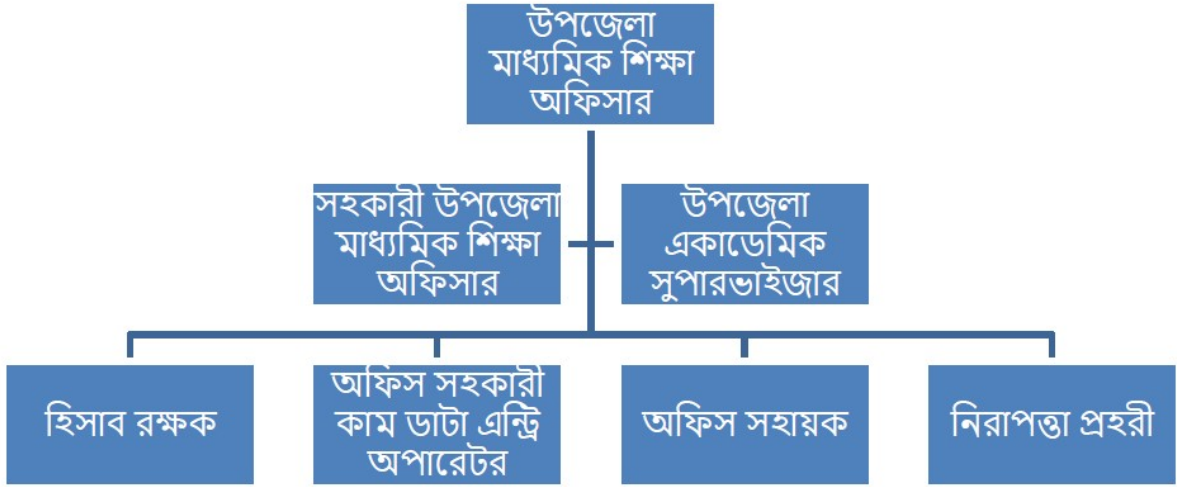 উপজেলা
মাধ্যমিক শিক্ষা
অফিসার
সহকারী উপজেলা
মাধ্যমিক শিক্ষা
অফিসার
উপজেলা
একাডেমিক
সুপারভাইজার
হিসাব রক্ষক
অফিস সহকারী
কাম ডাটা এন্ট্রি
অপারেটর
অফিস সহায়ক
নিরাপত্তা প্রহরী